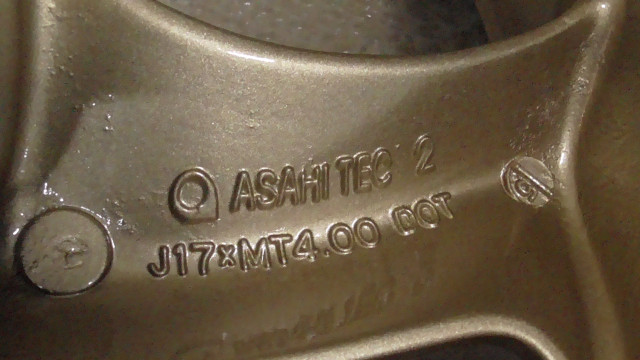 ASAHI TEC 2
J17×MT4.00 DOT